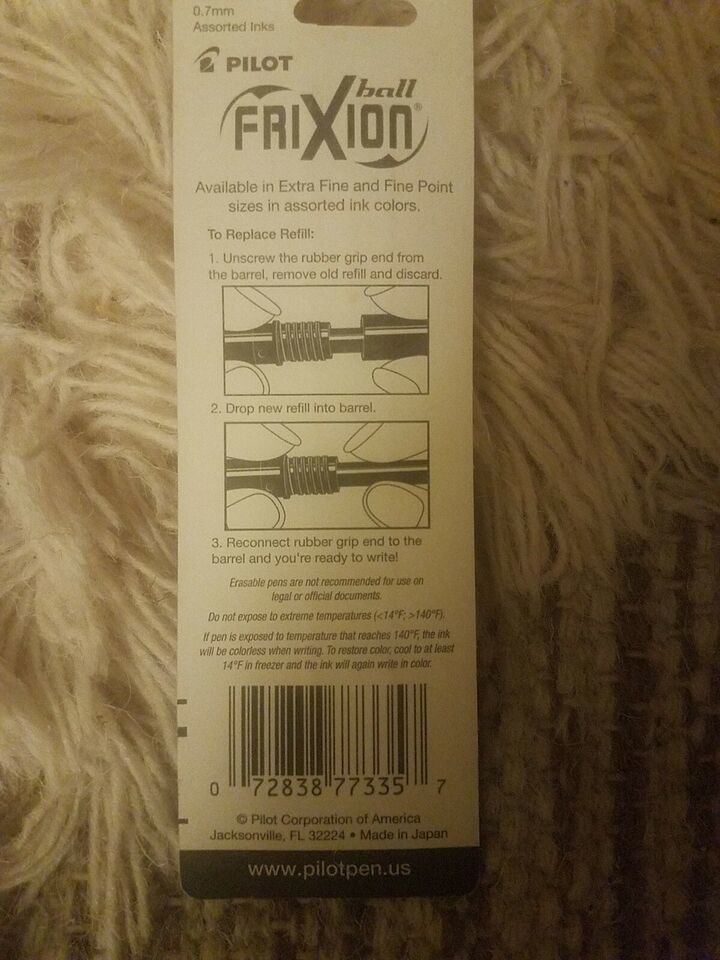 0.7mm
Assorted Inks
PILOT
ball
FRIXION®
Available in Extra Fine and Fine Point
sizes in assorted ink colors.
To Replace Refill:
1. Unscrew the rubber grip end from
the barrel, remove old refill and discard.
2. Drop new refill into barrel.
3. Reconnect rubber grip end to the
barrel and you're ready to write!
Erasable pens are not recommended for use on
legal or official documents.
Do not expose to extreme temperatures (<14°F; >140°F).
If pen is exposed to temperature that reaches 140°F, the ink
will be colorless when writing. To restore color, cool to at least
14°F in freezer and the ink will again write in color.
0 72838 77335 7
© Pilot Corporation of America
Jacksonville, FL 32224 • Made in Japan
www.pilotpen.us